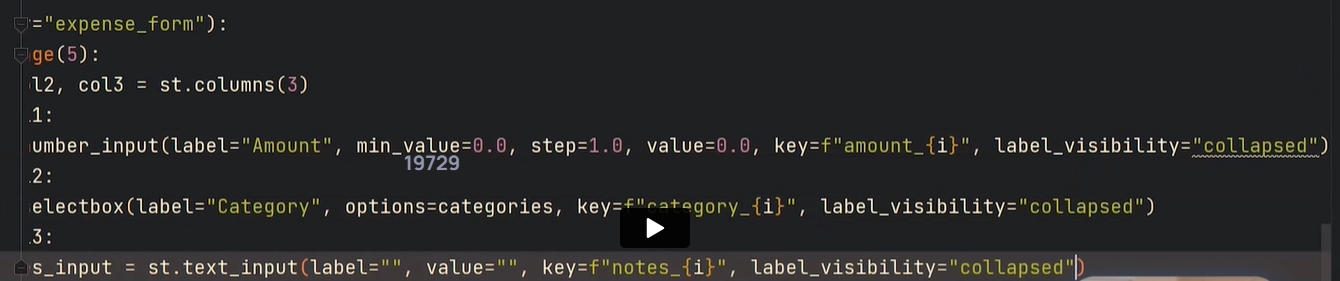 ="expense_form"):
ge(5):
l2, col3 = st.columns(3)
1:
umber_input(label="Amount", min_value=0.0, step=1.0, value=0.0, key=f"amount_{i}", label_visibility="collapsed")
19729
2:
electbox(label="Category", options=categories, key=f"category_{i}", label_visibility="collapsed")
3:
s_input = st.text_input(label="", value="", key=f"notes_{i}", label_visibility="collapsed")